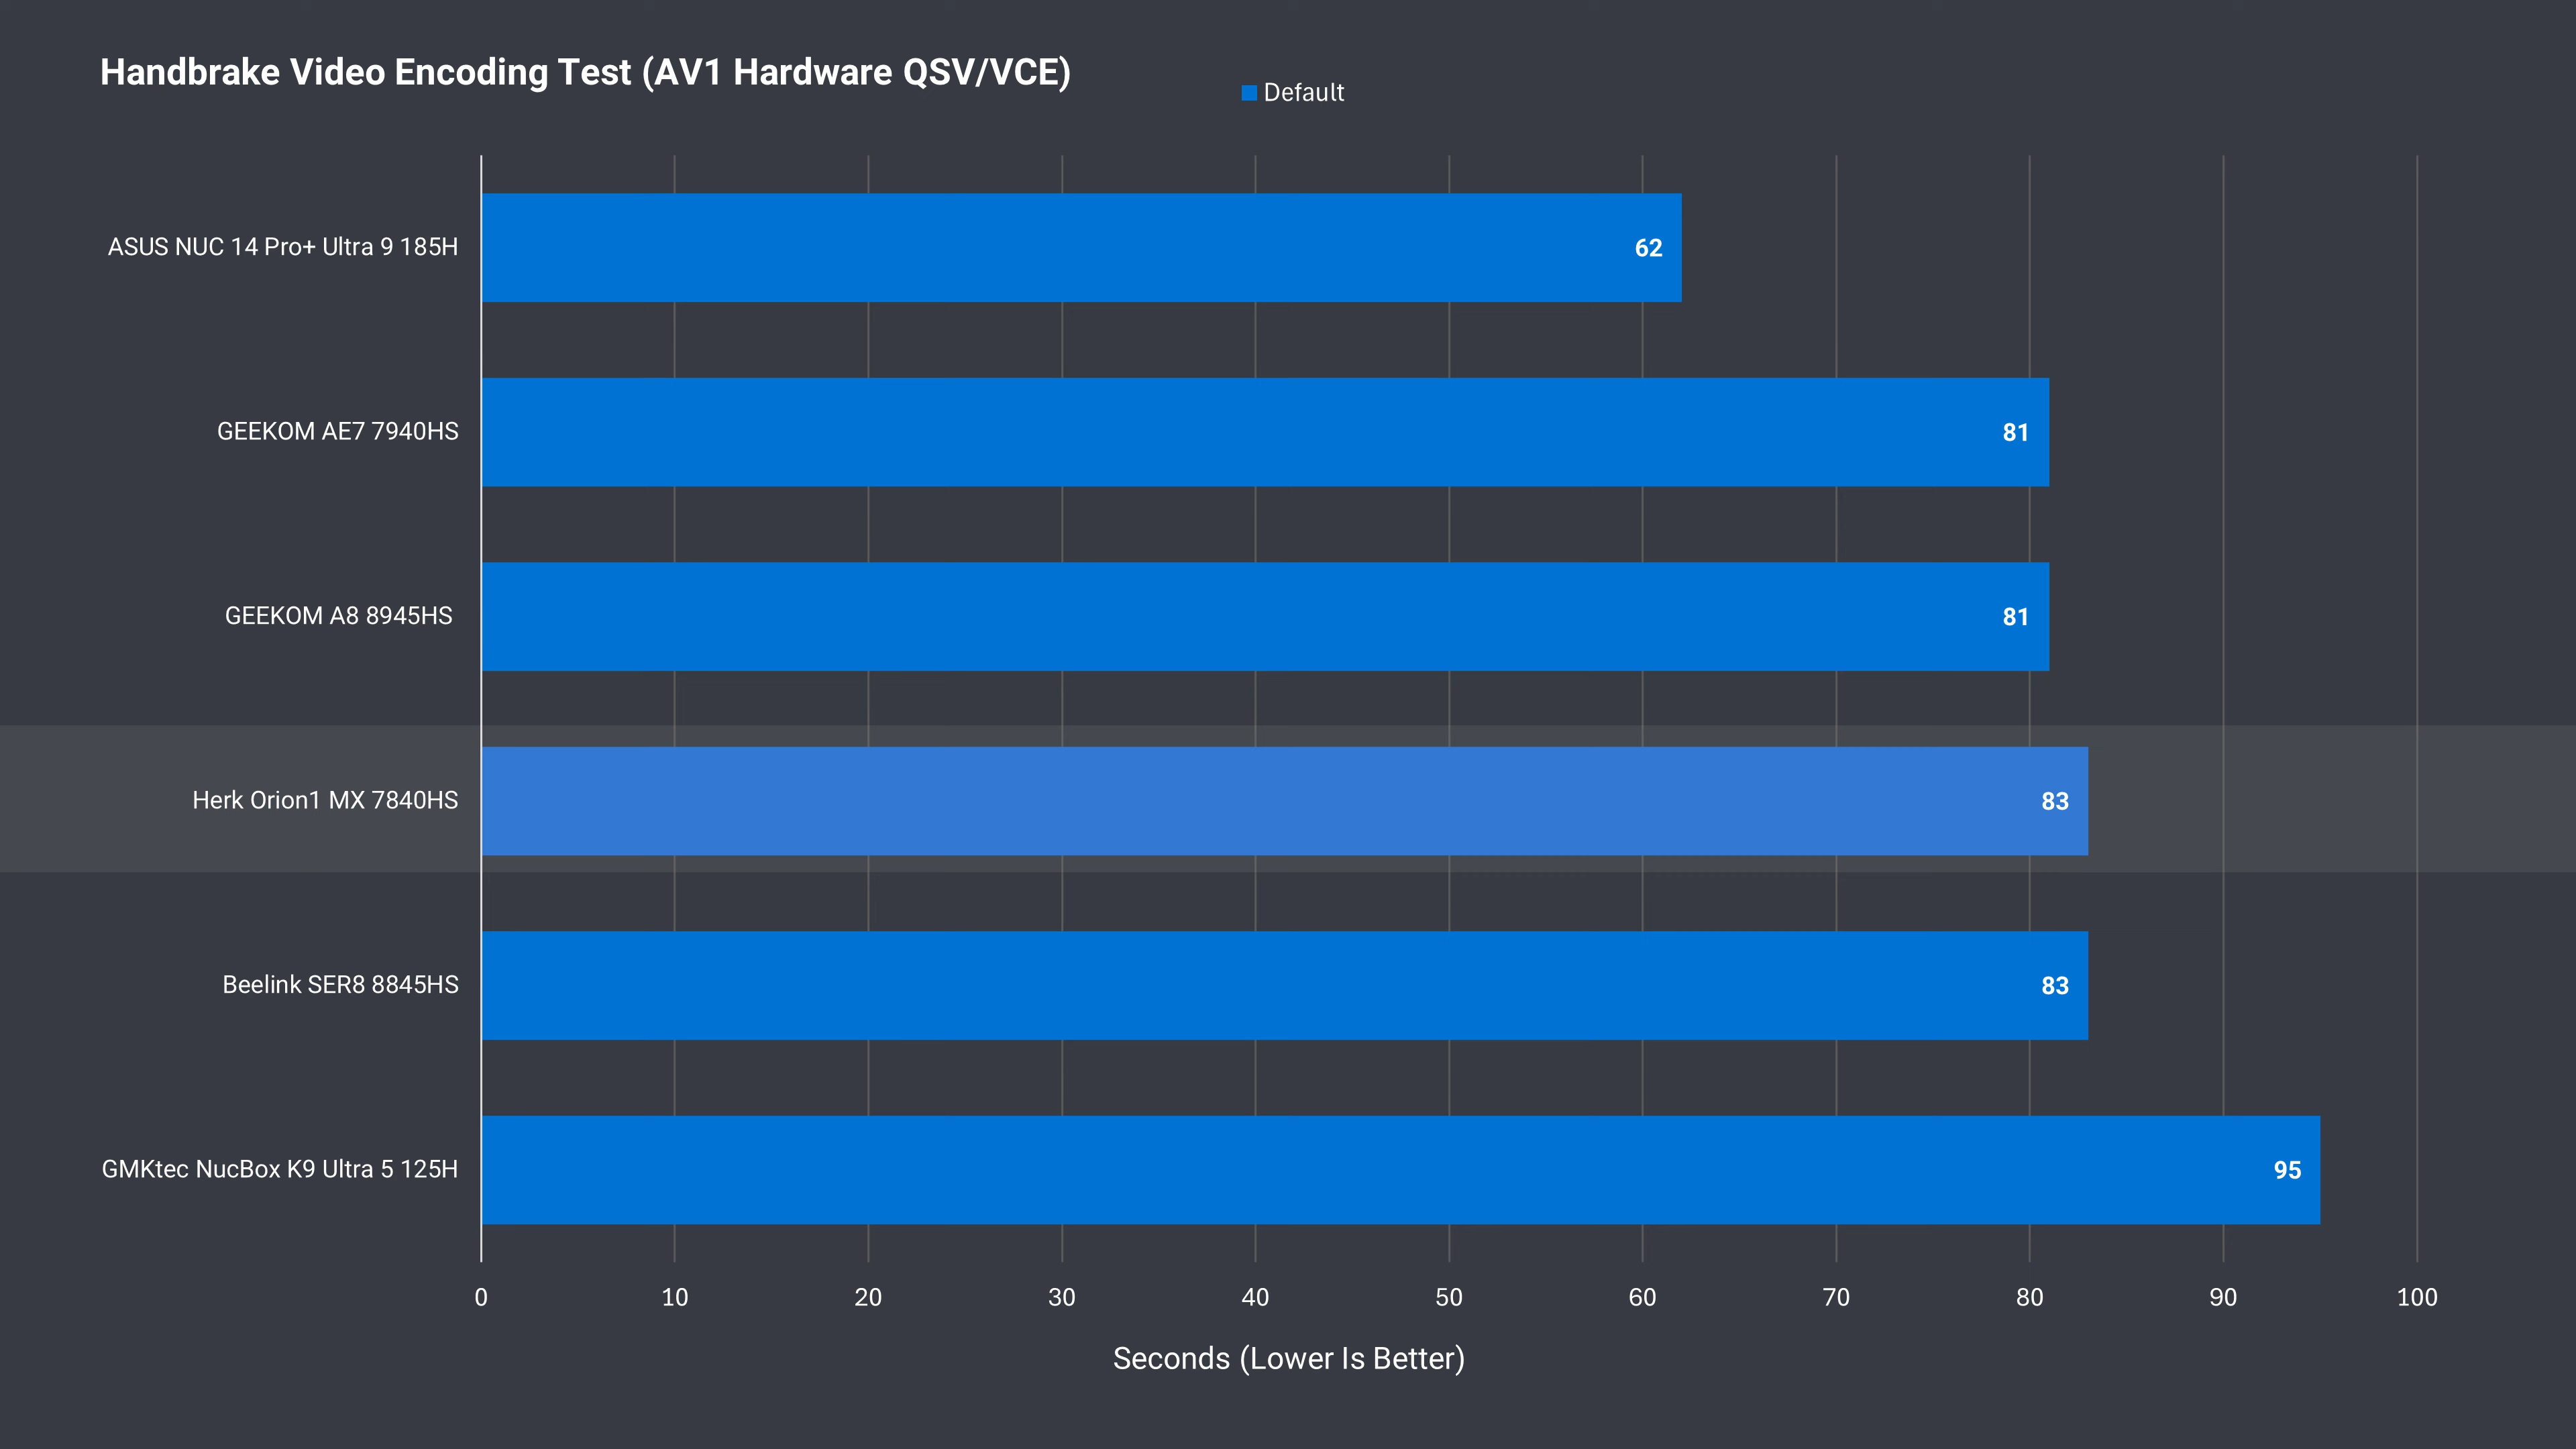 Handbrake Video Encoding Test (AV1 Hardware QSV/VCE)
Default
ASUS NUC 14 Pro+ Ultra 9 185H
62
GEEKOM AE7 7940HS
81
GEEKOM A8 8945HS
81
Herk Orion1 MX 7840HS
83
Beelink SER8 8845HS
83
GMKtec NucBox K9 Ultra 5 125H
95
0 10 20 30 40 50 60 70 80 90 100
Seconds (Lower Is Better)